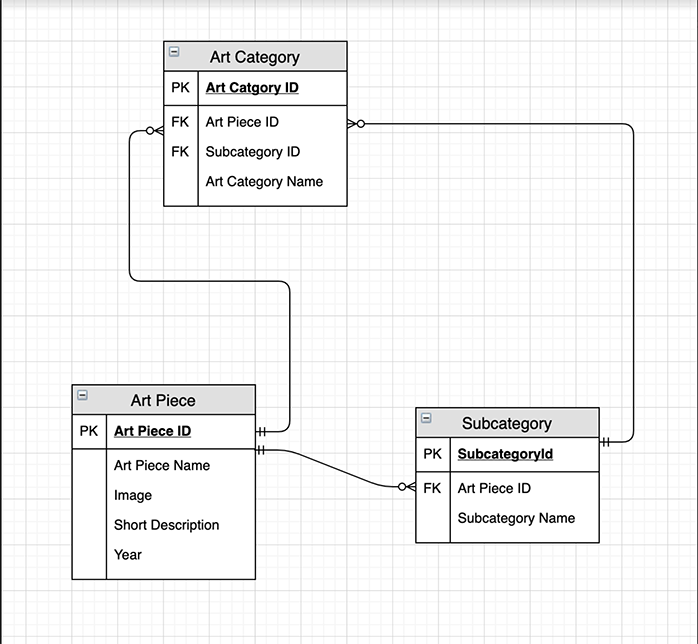 Art Category
PK Art Catgory ID
FK Art Piece ID
FK Subcategory ID
Art Category Name
Art Piece
PK Art Piece ID
Art Piece Name
Image
Short Description
Year
Subcategory
PK SubcategoryId
FK Art Piece ID
Subcategory Name